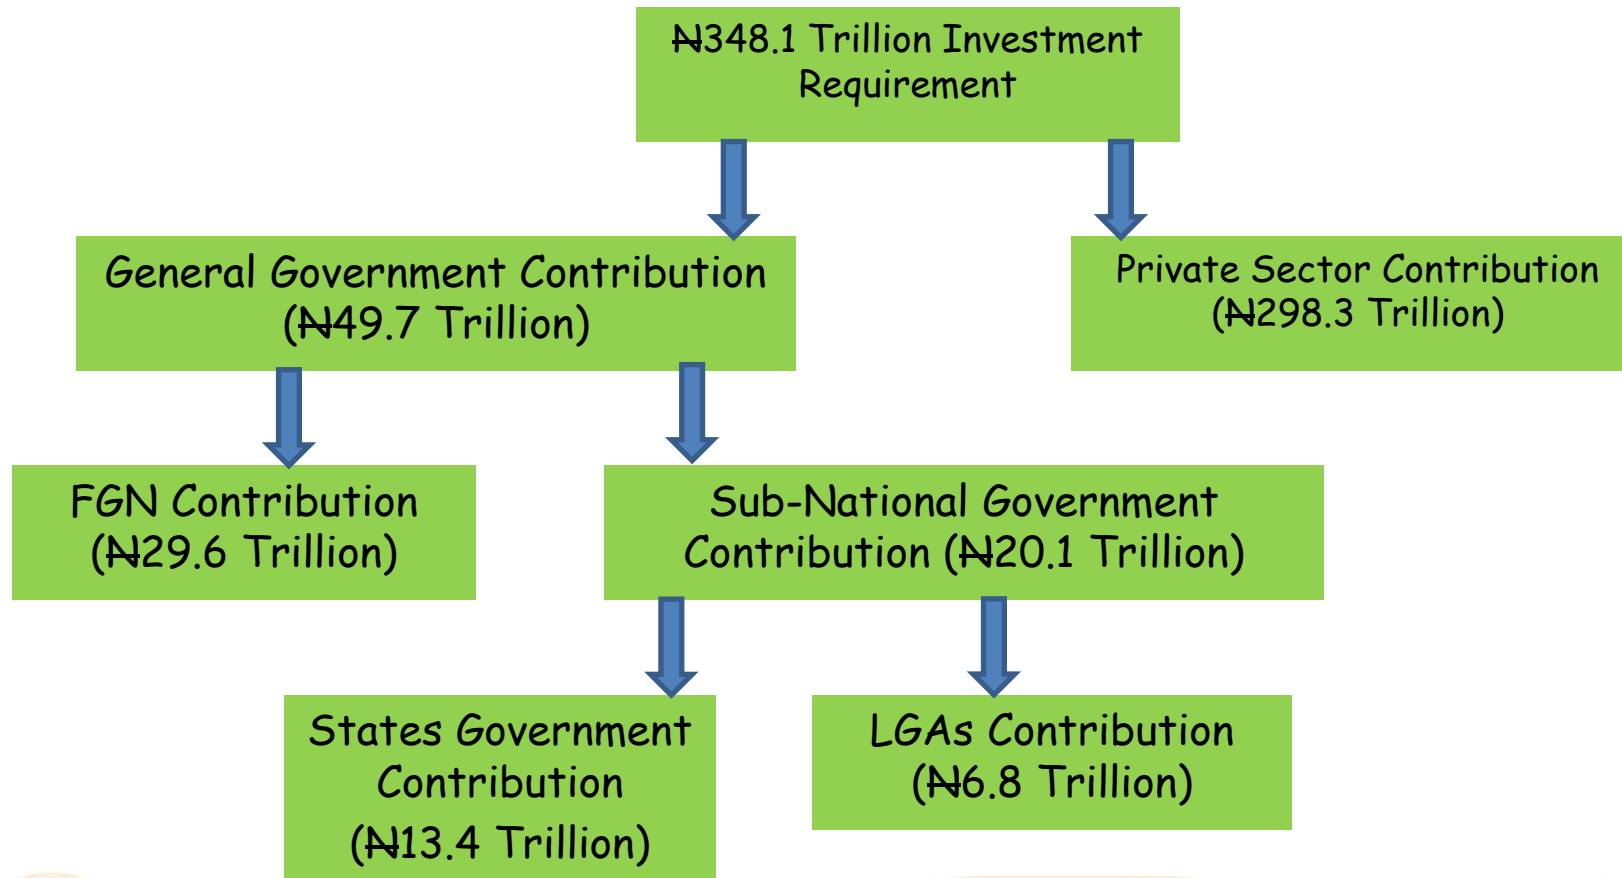 ₦348.1 Trillion Investment
Requirement
General Government Contribution
(₦49.7 Trillion)
Private Sector Contribution
(₦298.3 Trillion)
FGN Contribution
(₦29.6 Trillion)
Sub-National Government
Contribution (₦20.1 Trillion)
States Government
Contribution
(₦13.4 Trillion)
LGAs Contribution
(₦6.8 Trillion)